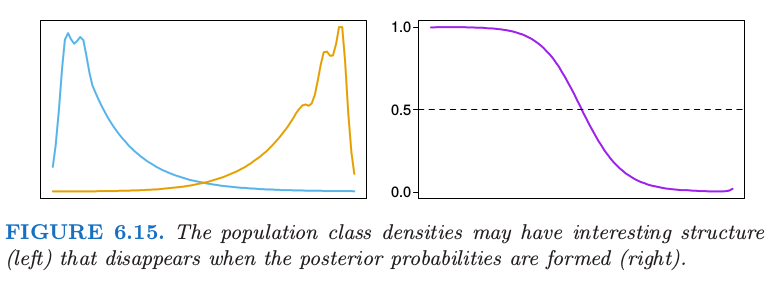 1.0
0.5
0.0
FIGURE 6.15. The population class densities may have interesting structure
(left) that disappears when the posterior probabilities are formed (right).